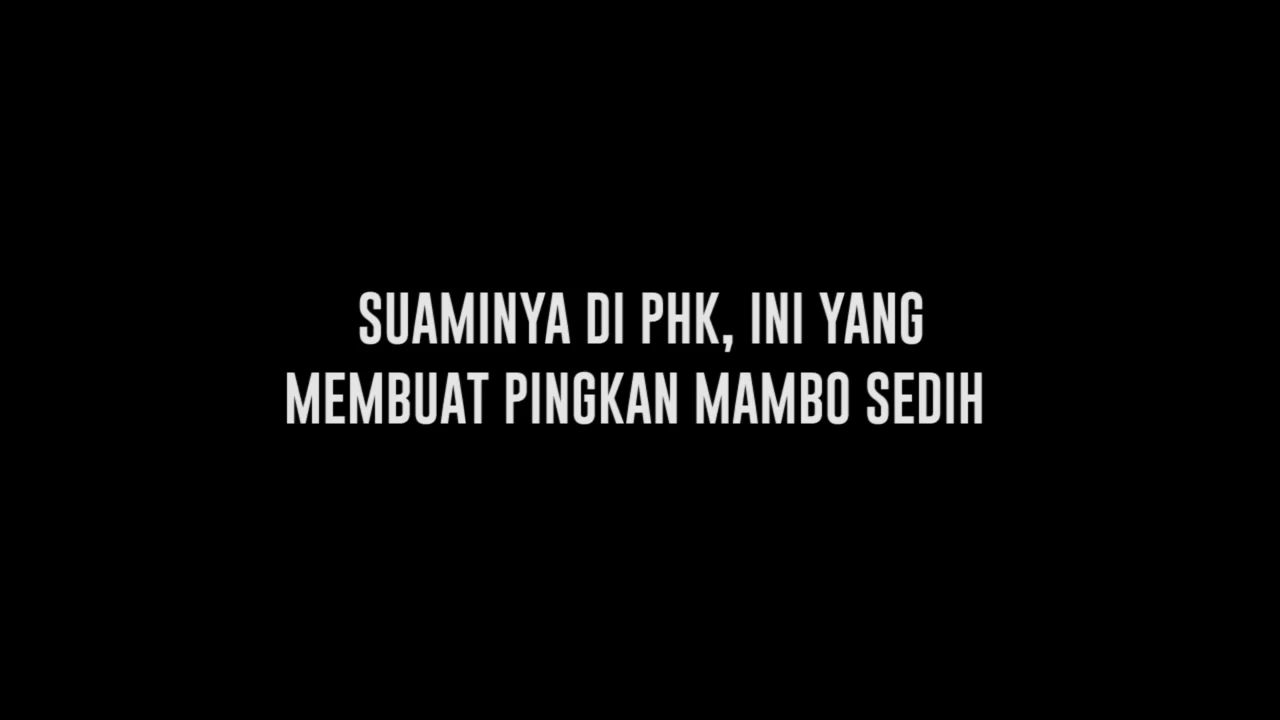 SUAMINYA DI PHK, INI YANG
MEMBUAT PINGKAN MAMBO SEDIH